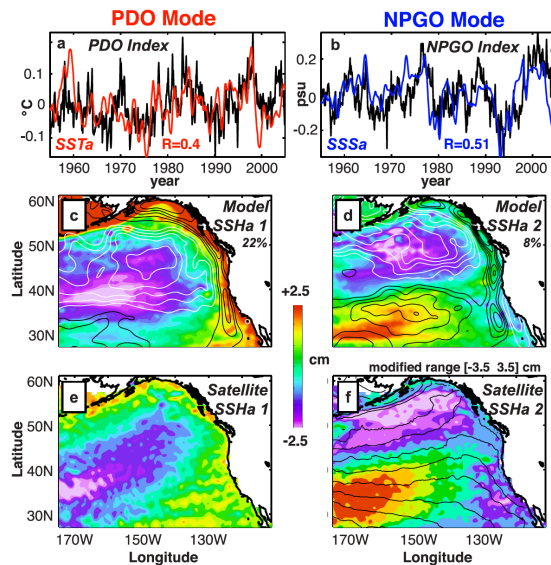 PDO Mode
NPGO Mode
a
PDO Index
0.1
0
-0.1
°C
SSTa
R=0.4
1960 1970 1980 1990 2000
year
b
NPGO Index
0.2
0
-0.2
psu
SSSa
R=0.51
1960 1970 1980 1990 2000
year
c
Model
SSHa 1
22%
60N
50N
40N
30N
Latitude
d
Model
SSHa 2
8%
+2.5
cm
-2.5
e
Satellite
SSHa 1
60N
50N
40N
30N
Latitude
170W 150W 130W
Longitude
modified range [-3.5 3.5] cm
f
Satellite
SSHa 2
170W 150W 130W
Longitude